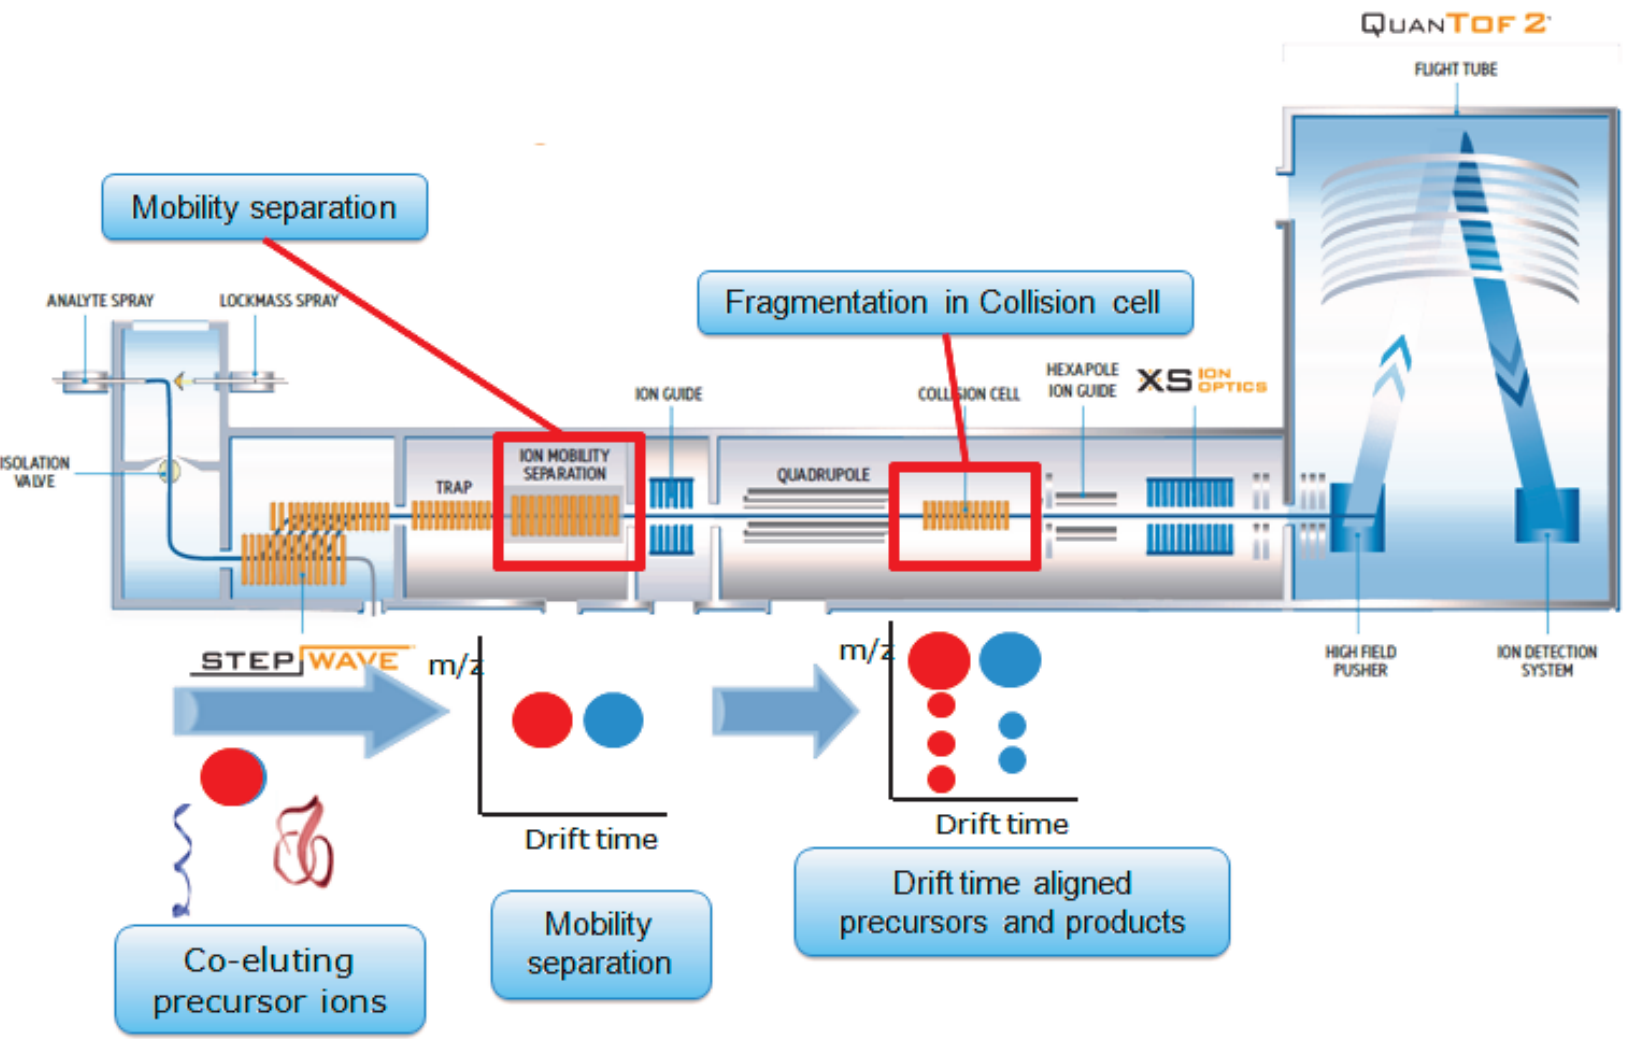 QUANTOF 2
FLIGHT TUBE
Mobility separation
Fragmentation in Collision cell
ANALYTE SPRAY
LOCKMASS SPRAY
ION GUIDE
COLLISION CELL
HEXAPOLE
ION GUIDE
XS ION
OPTICS
ISOLATION
VALVE
TRAP
ION MOBILITY
SEPARATION
QUADRUPOLE
STEPWAVE
m/z
m/z
HIGH FIELD
PUSHER
ION DETECTION
SYSTEM
Drift time
Drift time
Co-eluting
precursor ions
Mobility
separation
Drift time aligned
precursors and products